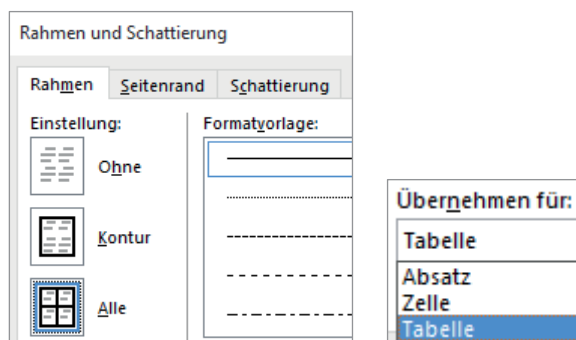 Rahmen und Schattierung
Rahmen Seitenrand Schattierung
Einstellung: Formatvorlage:
Ohne
Kontur
Alle
Übernehmen für:
Tabelle
Absatz
Zelle
Tabelle